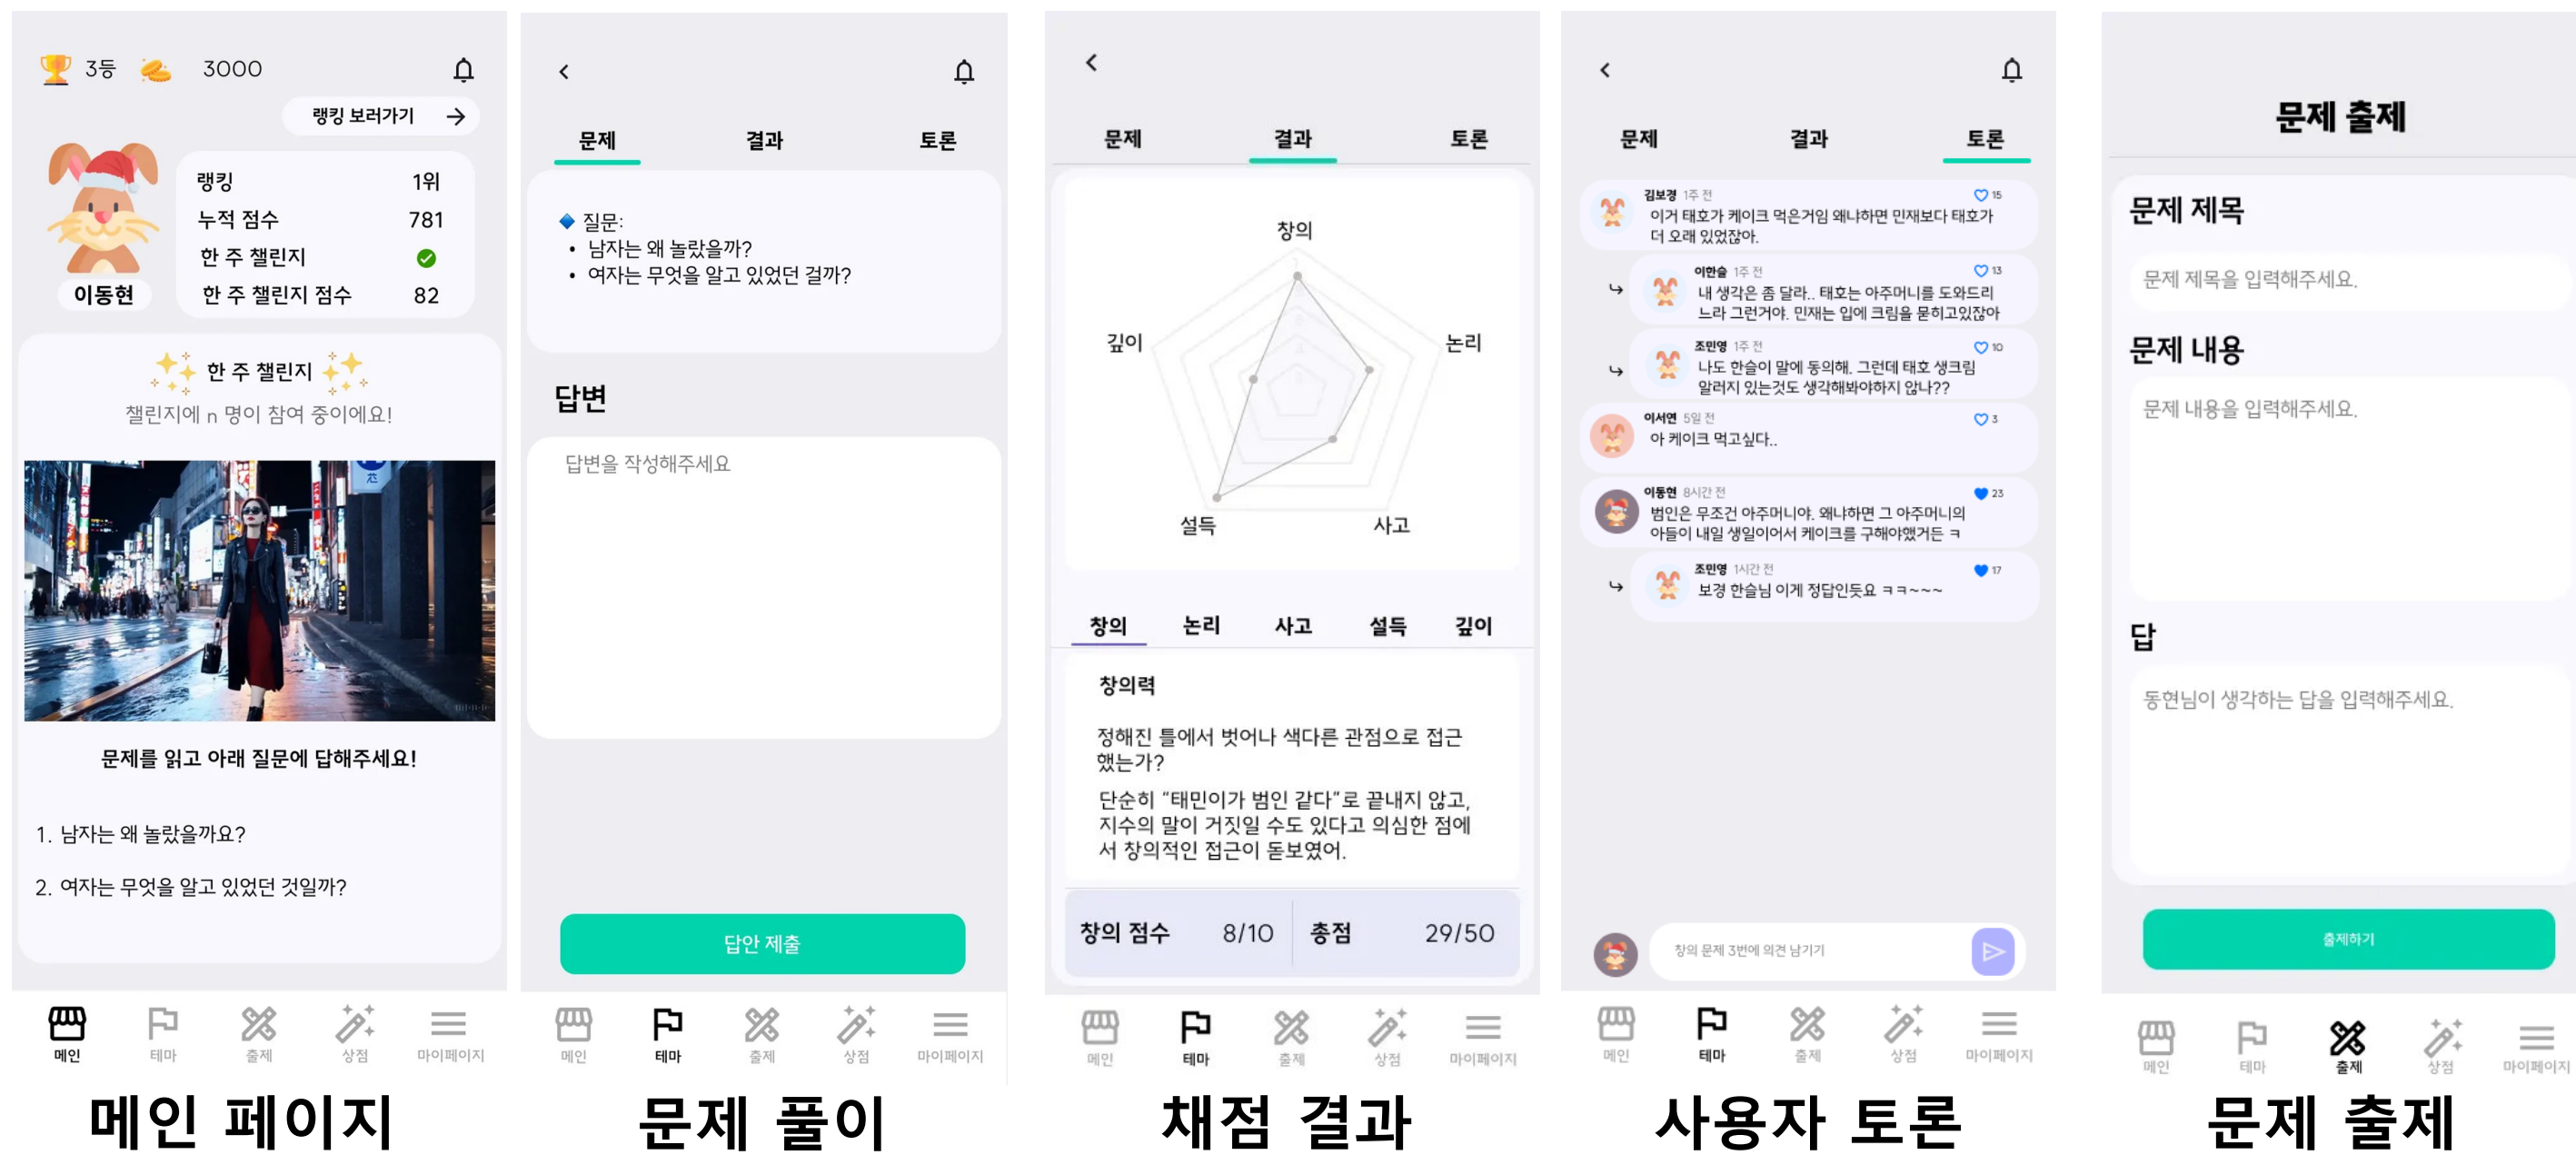 3등
3000
랭킹 보러가기
랭킹 1위
누적 점수 781
한 주 챌린지
한 주 챌린지 점수 82
이동현
한 주 챌린지
챌린지에 n 명이 참여 중이에요!
芯
문제를 읽고 아래 질문에 답해주세요!
1. 남자는 왜 놀랐을까요?
2. 여자는 무엇을 알고 있었던 것일까?
메인 테마 출제 상점 마이페이지
메인 페이지
문제 결과 토론
질문:
• 남자는 왜 놀랐을까?
• 여자는 무엇을 알고 있었던 걸까?
답변
답변을 작성해주세요
답안 제출
메인 테마 출제 상점 마이페이지
문제 풀이
문제 결과 토론
창의
논리
사고
설득
깊이
창의 논리 사고 설득 깊이
창의력
정해진 틀에서 벗어나 색다른 관점으로 접근
했는가?
단순히 “태민이가 범인 같다”로 끝내지 않고,
지수의 말이 거짓일 수도 있다고 의심한 점에
서 창의적인 접근이 돋보였어.
창의 점수 8/10 총점 29/50
메인 테마 출제 상점 마이페이지
채점 결과
문제 결과 토론
김보경 1주 전 15
이거 태호가 케이크 먹은거임 왜냐하면 민재보다 태호가
더 오래 있었잖아.
이한슬 1주 전 13
내 생각은 좀 달라.. 태호는 아주머니를 도와드리
느라 그런거야. 민재는 입에 크림을 묻히고있잖아
조민영 1주 전 10
나도 한슬이 말에 동의해. 그런데 태호 생크림
알러지 있는것도 생각해봐야하지 않나??
이서연 5일 전 3
아 케이크 먹고싶다..
이동현 8시간 전 23
범인은 무조건 아주머니야. 왜냐하면 그 아주머니의
아들이 내일 생일이어서 케이크를 구해야했거든 ㅋ
조민영 1시간 전 17
보경 한슬님 이게 정답인듯요 ㅋㅋ~~~
창의 문제 3번에 의견 남기기
메인 테마 출제 상점 마이페이지
사용자 토론
문제 출제
문제 제목
문제 제목을 입력해주세요.
문제 내용
문제 내용을 입력해주세요.
답
동현님이 생각하는 답을 입력해주세요.
출제하기
메인 테마 출제 상점 마이페이지
문제 출제